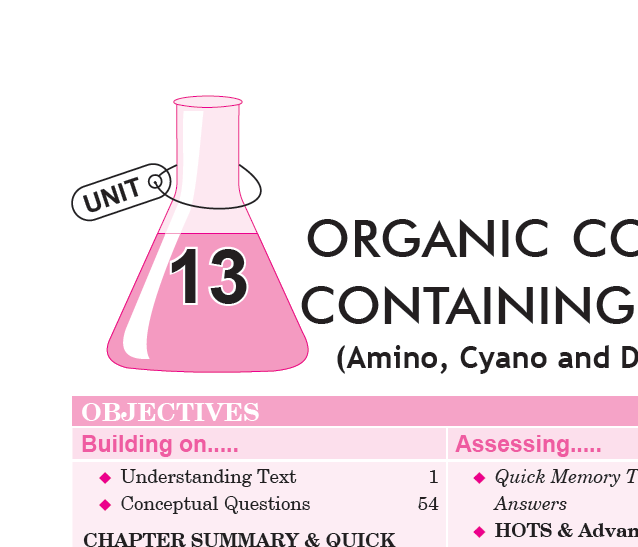 UNIT
13
ORGANIC CO
CONTAINING
(Amino, Cyano and D
OBJECTIVES
Building on.....
Understanding Text 1
Conceptual Questions 54
CHAPTER SUMMARY & QUICK
Assessing.....
Quick Memory T
Answers
HOTS & Advan